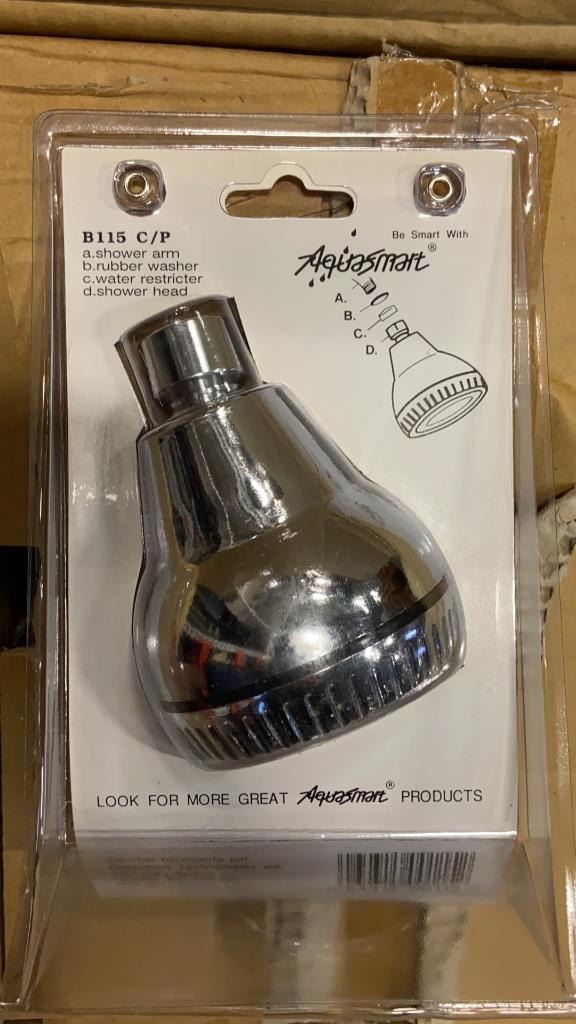 B115 C/P
a.shower arm
b.rubber washer
c.water restricter
d.shower head
Be Smart With
Aquasmart®
A.
B.
C.
D.
LOOK FOR MORE GREAT Aquasmart® PRODUCTS